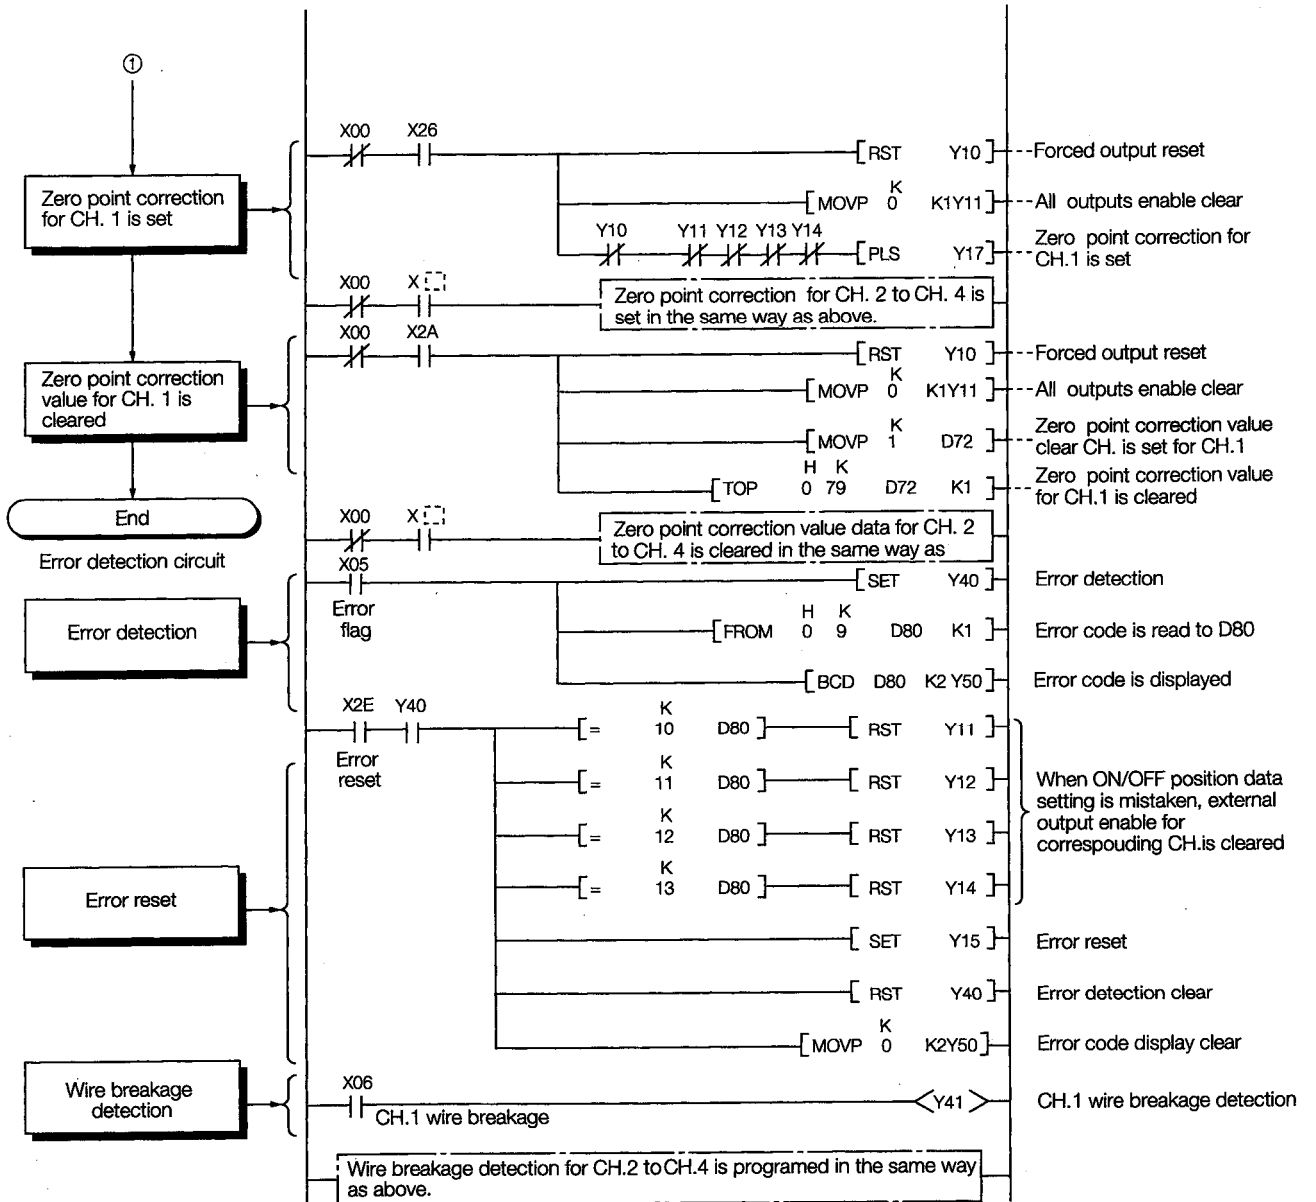 ①
X00 X26
[RST Y10] Forced output reset
Zero point correction
for CH. 1 is set
K
[MOVP 0 K1Y11] All outputs enable clear
Y10 Y11 Y12 Y13 Y14
[PLS Y17] Zero point correction for
CH.1 is set
X00 X
Zero point correction for CH. 2 to CH. 4 is
set in the same way as above.
X00 X2A
[RST Y10] Forced output reset
Zero point correction
value for CH. 1 is
cleared
K
[MOVP 0 K1Y11] All outputs enable clear
K
[MOVP 1 D72] Zero point correction value
clear CH. is set for CH.1
H K
[TOP 0 79 D72 K1] Zero point correction value
for CH.1 is cleared
End
X00 X
Zero point correction value data for CH. 2
to CH. 4 is cleared in the same way as
Error detection circuit
X05
Error
flag
[SET Y40] Error detection
Error detection
H K
[FROM 0 9 D80 K1] Error code is read to D80
[BCD D80 K2 Y50] Error code is displayed
X2E Y40
Error
reset
K
[= 10 D80] [RST Y11]
K
[= 11 D80] [RST Y12]
K
[= 12 D80] [RST Y13]
K
[= 13 D80] [RST Y14]
When ON/OFF position data
setting is mistaken, external
output enable for
correspouding CH.is cleared
Error reset
[SET Y15] Error reset
[RST Y40] Error detection clear
K
[MOVP 0 K2Y50] Error code display clear
Wire breakage
detection
X06
CH.1 wire breakage
<Y41> CH.1 wire breakage detection
Wire breakage detection for CH.2 to CH.4 is programed in the same way
as above.